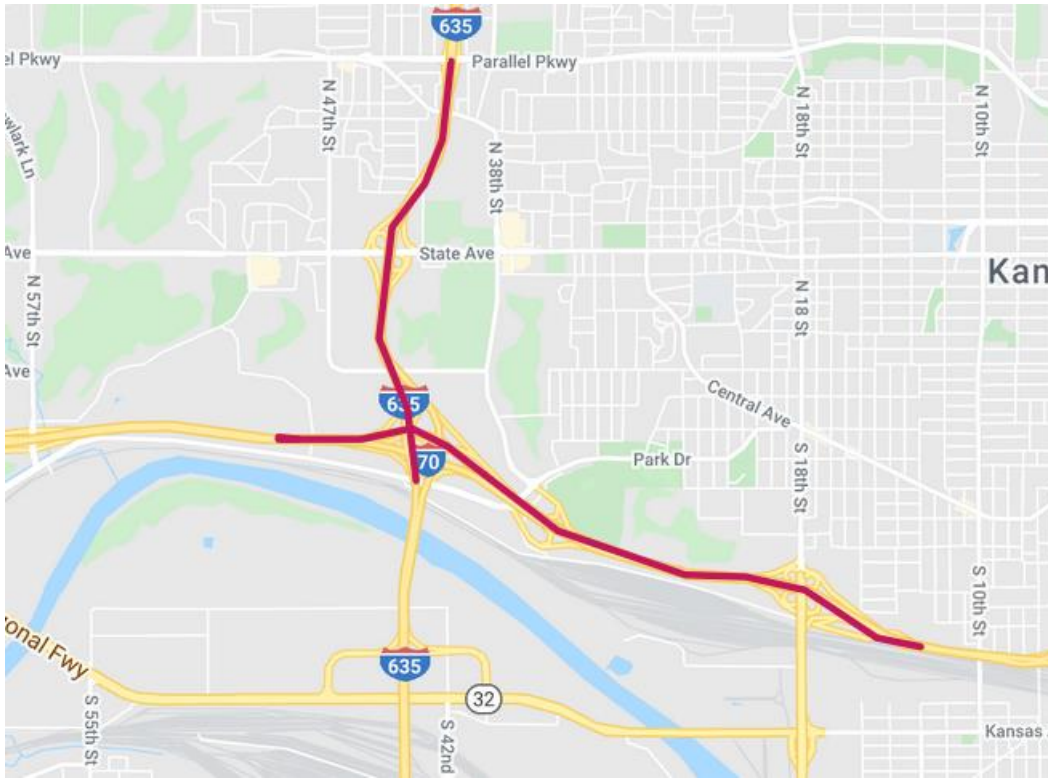 635
el Pkwy
Parallel Pkwy
N 47th St
N 18th St
N 10th St
wlark Ln
N 38th St
Ave
State Ave
Kan
N 57th St
N 18 St
Ave
635
Central Ave
70
Park Dr
S 18th St
S 10th St
onal Fwy
635
32
S 55th St
S 42nd
Kansas